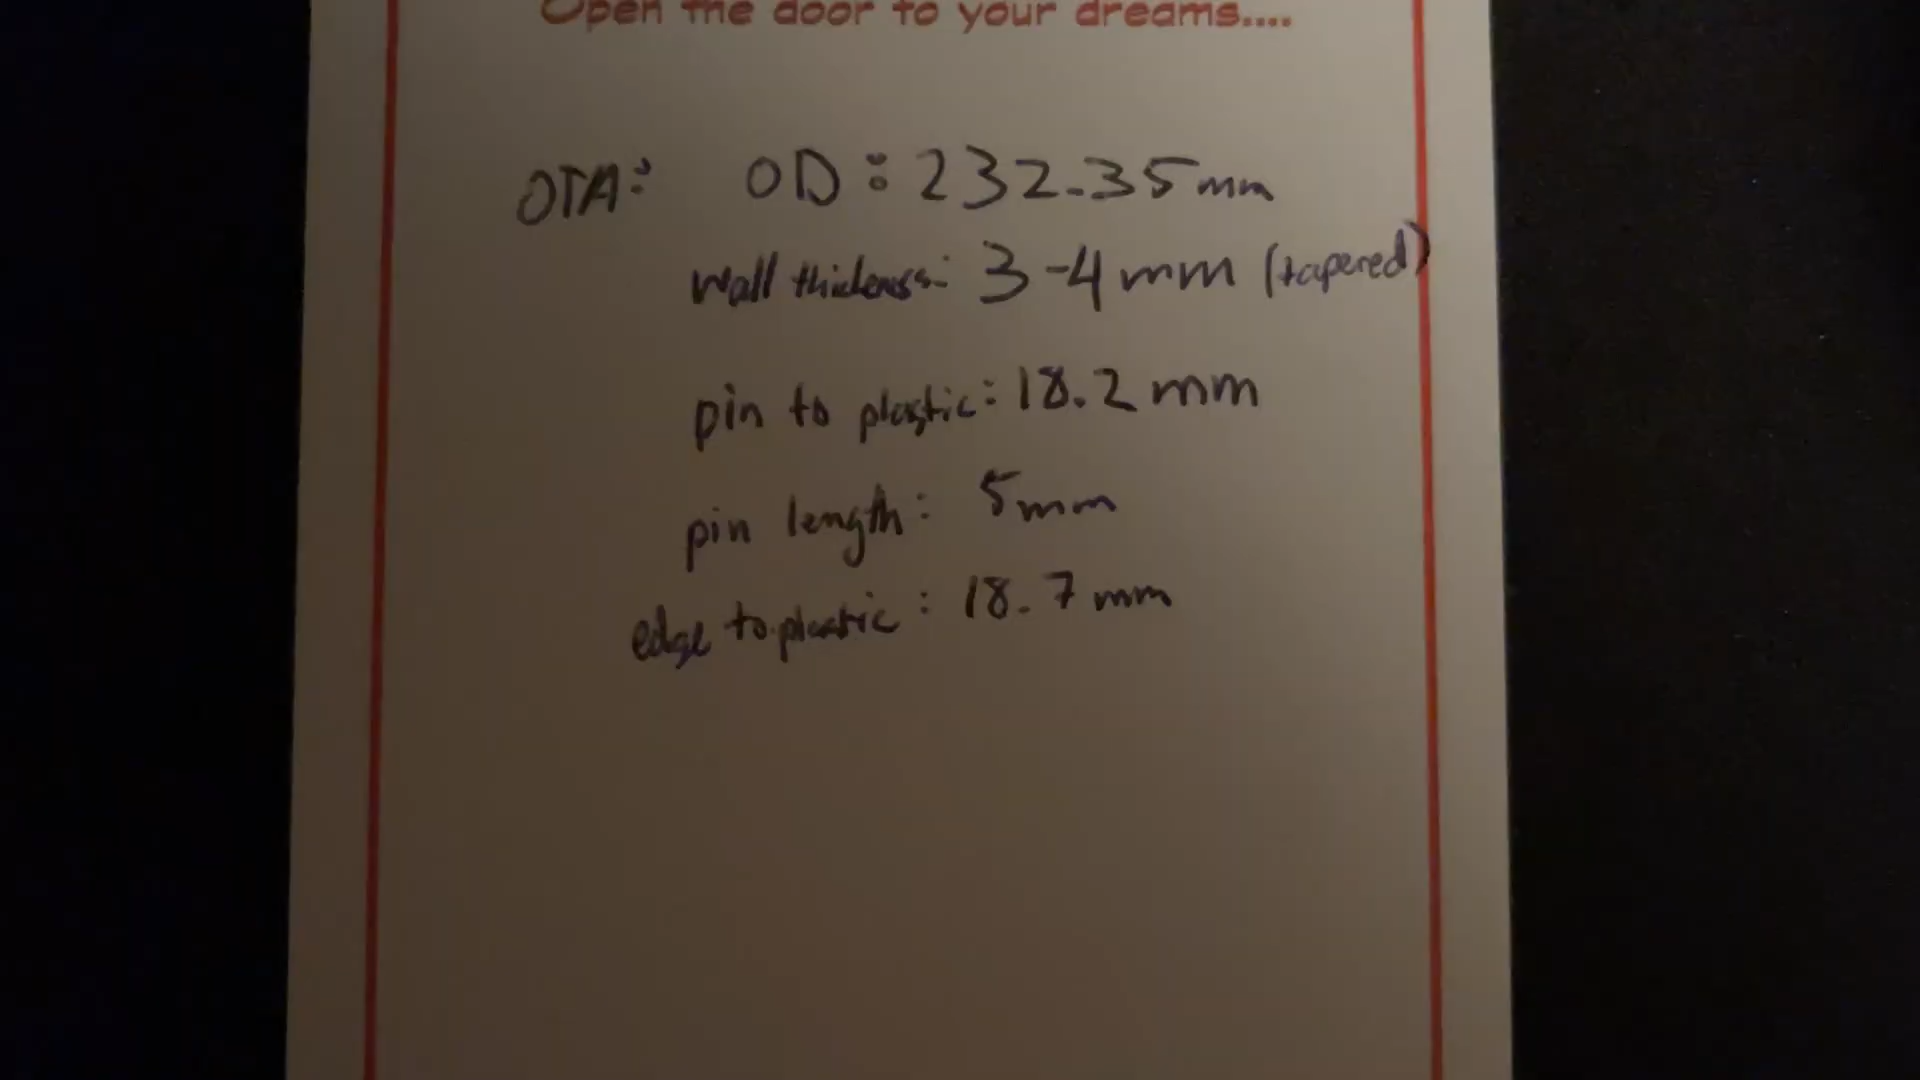 Open the door to your dreams....
OTA: OD: 232.35mm
wall thickness: 3-4mm (tapered)
pin to plastic: 18.2mm
pin length: 5mm
edge to plastic: 18.7mm